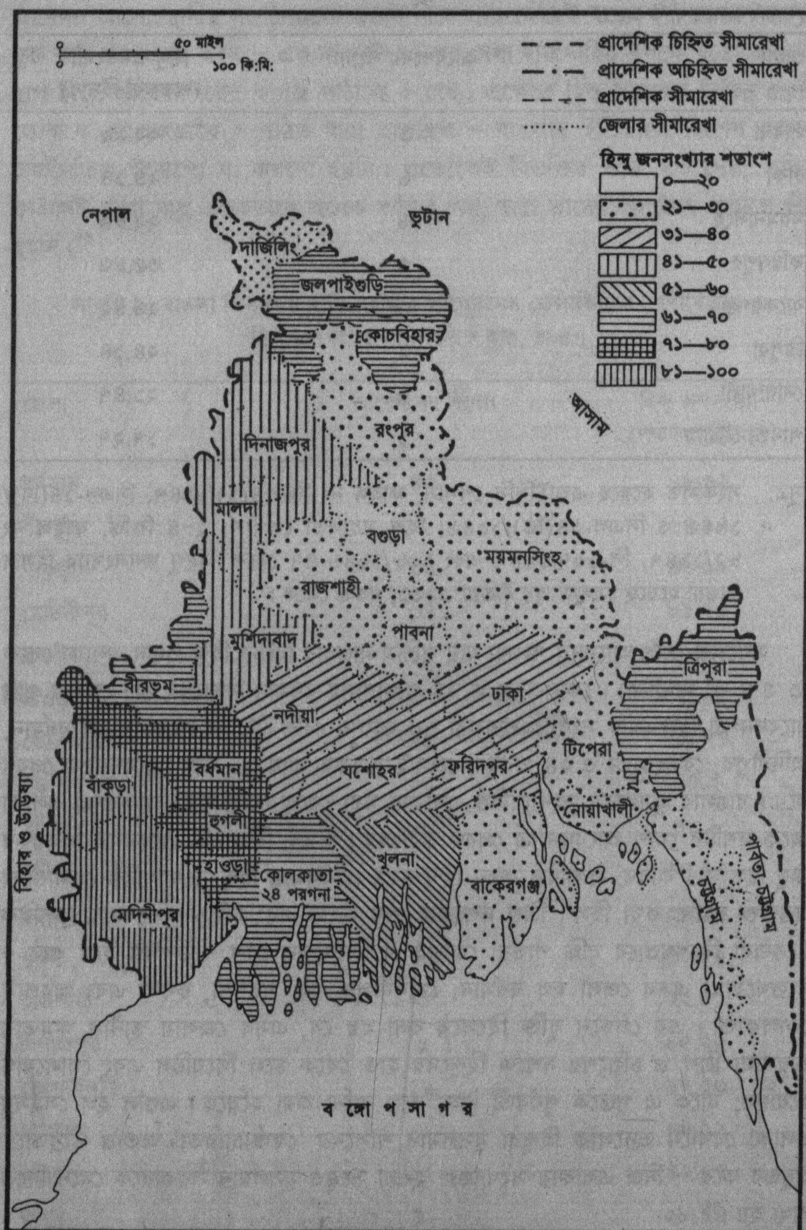 ৫০ মাইল
০
০
১০০ কি:মি:
প্রাদেশিক চিহ্নিত সীমারেখা
প্রাদেশিক অচিহ্নিত সীমারেখা
প্রাদেশিক সীমারেখা
জেলার সীমারেখা
হিন্দু জনসংখ্যার শতাংশে
০—২০
২১—৩০
৩১—৪০
৪১—৫০
৫১—৬০
৬১—৭০
৭১—৮০
৮১—১০০
নেপাল
ভুটান
দার্জিলিং
জলপাইগুড়ি
কোচবিহার
আসাম
রংপুর
দিনাজপুর
মালদা
বগুড়া
ময়মনসিংহ
রাজশাহী
পাবনা
মুর্শিদাবাদ
ত্রিপুরা
বীরভূম
ঢাকা
নদীয়া
টিপেরা
বর্ধমান
যশোহর
ফরিদপুর
বাঁকুড়া
নোয়াখালী
হুগলী
বিহার ও উড়িষ্যা
হাওড়া
কোলকাতা
২৪ পরগনা
খুলনা
বাকেরগঞ্জ
মেদিনীপুর
চট্টগ্রাম
পার্বত্য-চট্টগ্রাম
বঙ্গোপসাগর